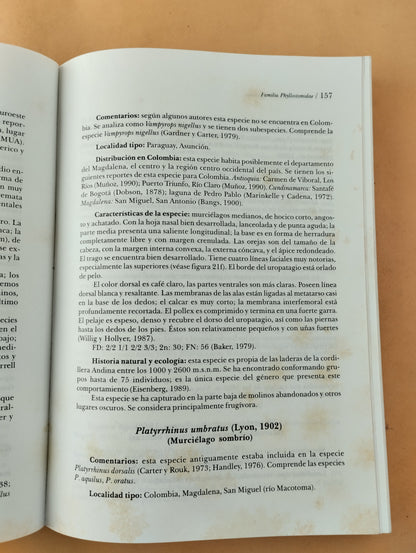 Familia Phyllostomidae / 157
Comentarios: según algunos autores esta especie no se encuentra en Colom-
bia. Se analiza como Vampyrops nigellus y se tienen dos subespecies. Comprende la
especie Vampyrops nigellus (Gardner y Carter, 1979).
Localidad tipo: Paraguay, Asunción.
Distribución en Colombia: esta especie habita posiblemente el departamento
del Magdalena, y la región centro occidental del país. Se tienen los si-
guientes reportes de esta especie para Colombia. Antioquia: Carmen de Viboral, Los
Ríos (Muñoz, 1990); Puerto Triunfo, Río Claro (Muñoz, 1990). Cundinamarca: Santafé
de Bogotá (Dobson, 1878); laguna de Pedro Pablo (Marinkelle y Cadena, 1972).
Magdalena: San Miguel, San Antonio (Bangs, 1900).
Características de la especie: murciélagos medianos, de hocico corto, angos-
to y achatado. Con la hoja nasal bien desarrollada, lanceolada y de punta aguda; la
parte media presenta una saliente longitudinal; la base es en forma de herradura
completamente libre y con margen cremulada. Las orejas son del tamaño de la
cabeza, con la margen interna convexa, la externa cóncava, y el ápice redondeado.
El trago se encuentra bien desarrollado. Tiene cuatro líneas faciales muy notorias,
especialmente las superiores (véase figura 21f). El borde del uropatagio está orlado
de pelo.
El color dorsal es café claro, las partes ventrales son más claras. Poseen línea
dorsal blanca y resaltante. Las membranas de las alas están ligadas al metatarso casi
en la base de los dedos; el calcar es muy corto; la membrana interfemoral está
profundamente recortada. El pollex es comprimido y termina en una fuerte garra.
El pelaje es espeso, denso y recubre el dorso del uropatagio, así como las piernas
hasta los dedos de los pies. Éstos son relativamente pequeños y con uñas fuertes
(Willig y Hollyer, 1987).
FD: 2/2 1/1 2/2 3/3; 2n: 30; FN: 56 (Baker, 1979).
Historia natural y ecología: esta especie es propia de las laderas de la cordi-
llera Andina entre los 1000 y 2600 m.s.n.m. Se ha encontrado conformando gru-
pos hasta de 75 individuos; es la única especie del género que presenta este
comportamiento (Eisenberg, 1989).
Esta especie se ha capturado en la parte baja de molinos abandonados y otros
lugares oscuros. Se considera principalmente frugívora.
Platyrrhinus umbratus (Lyon, 1902)
(Murciélago sombrío)
Comentarios: esta especie antiguamente estaba incluida en la especie
Platyrrhinus dorsalis (Carter y Rouk, 1973; Handley, 1976). Comprende las especies
P. aquilus, P. oratus.
Localidad tipo: Colombia, Magdalena, San Miguel (río Macotoma).